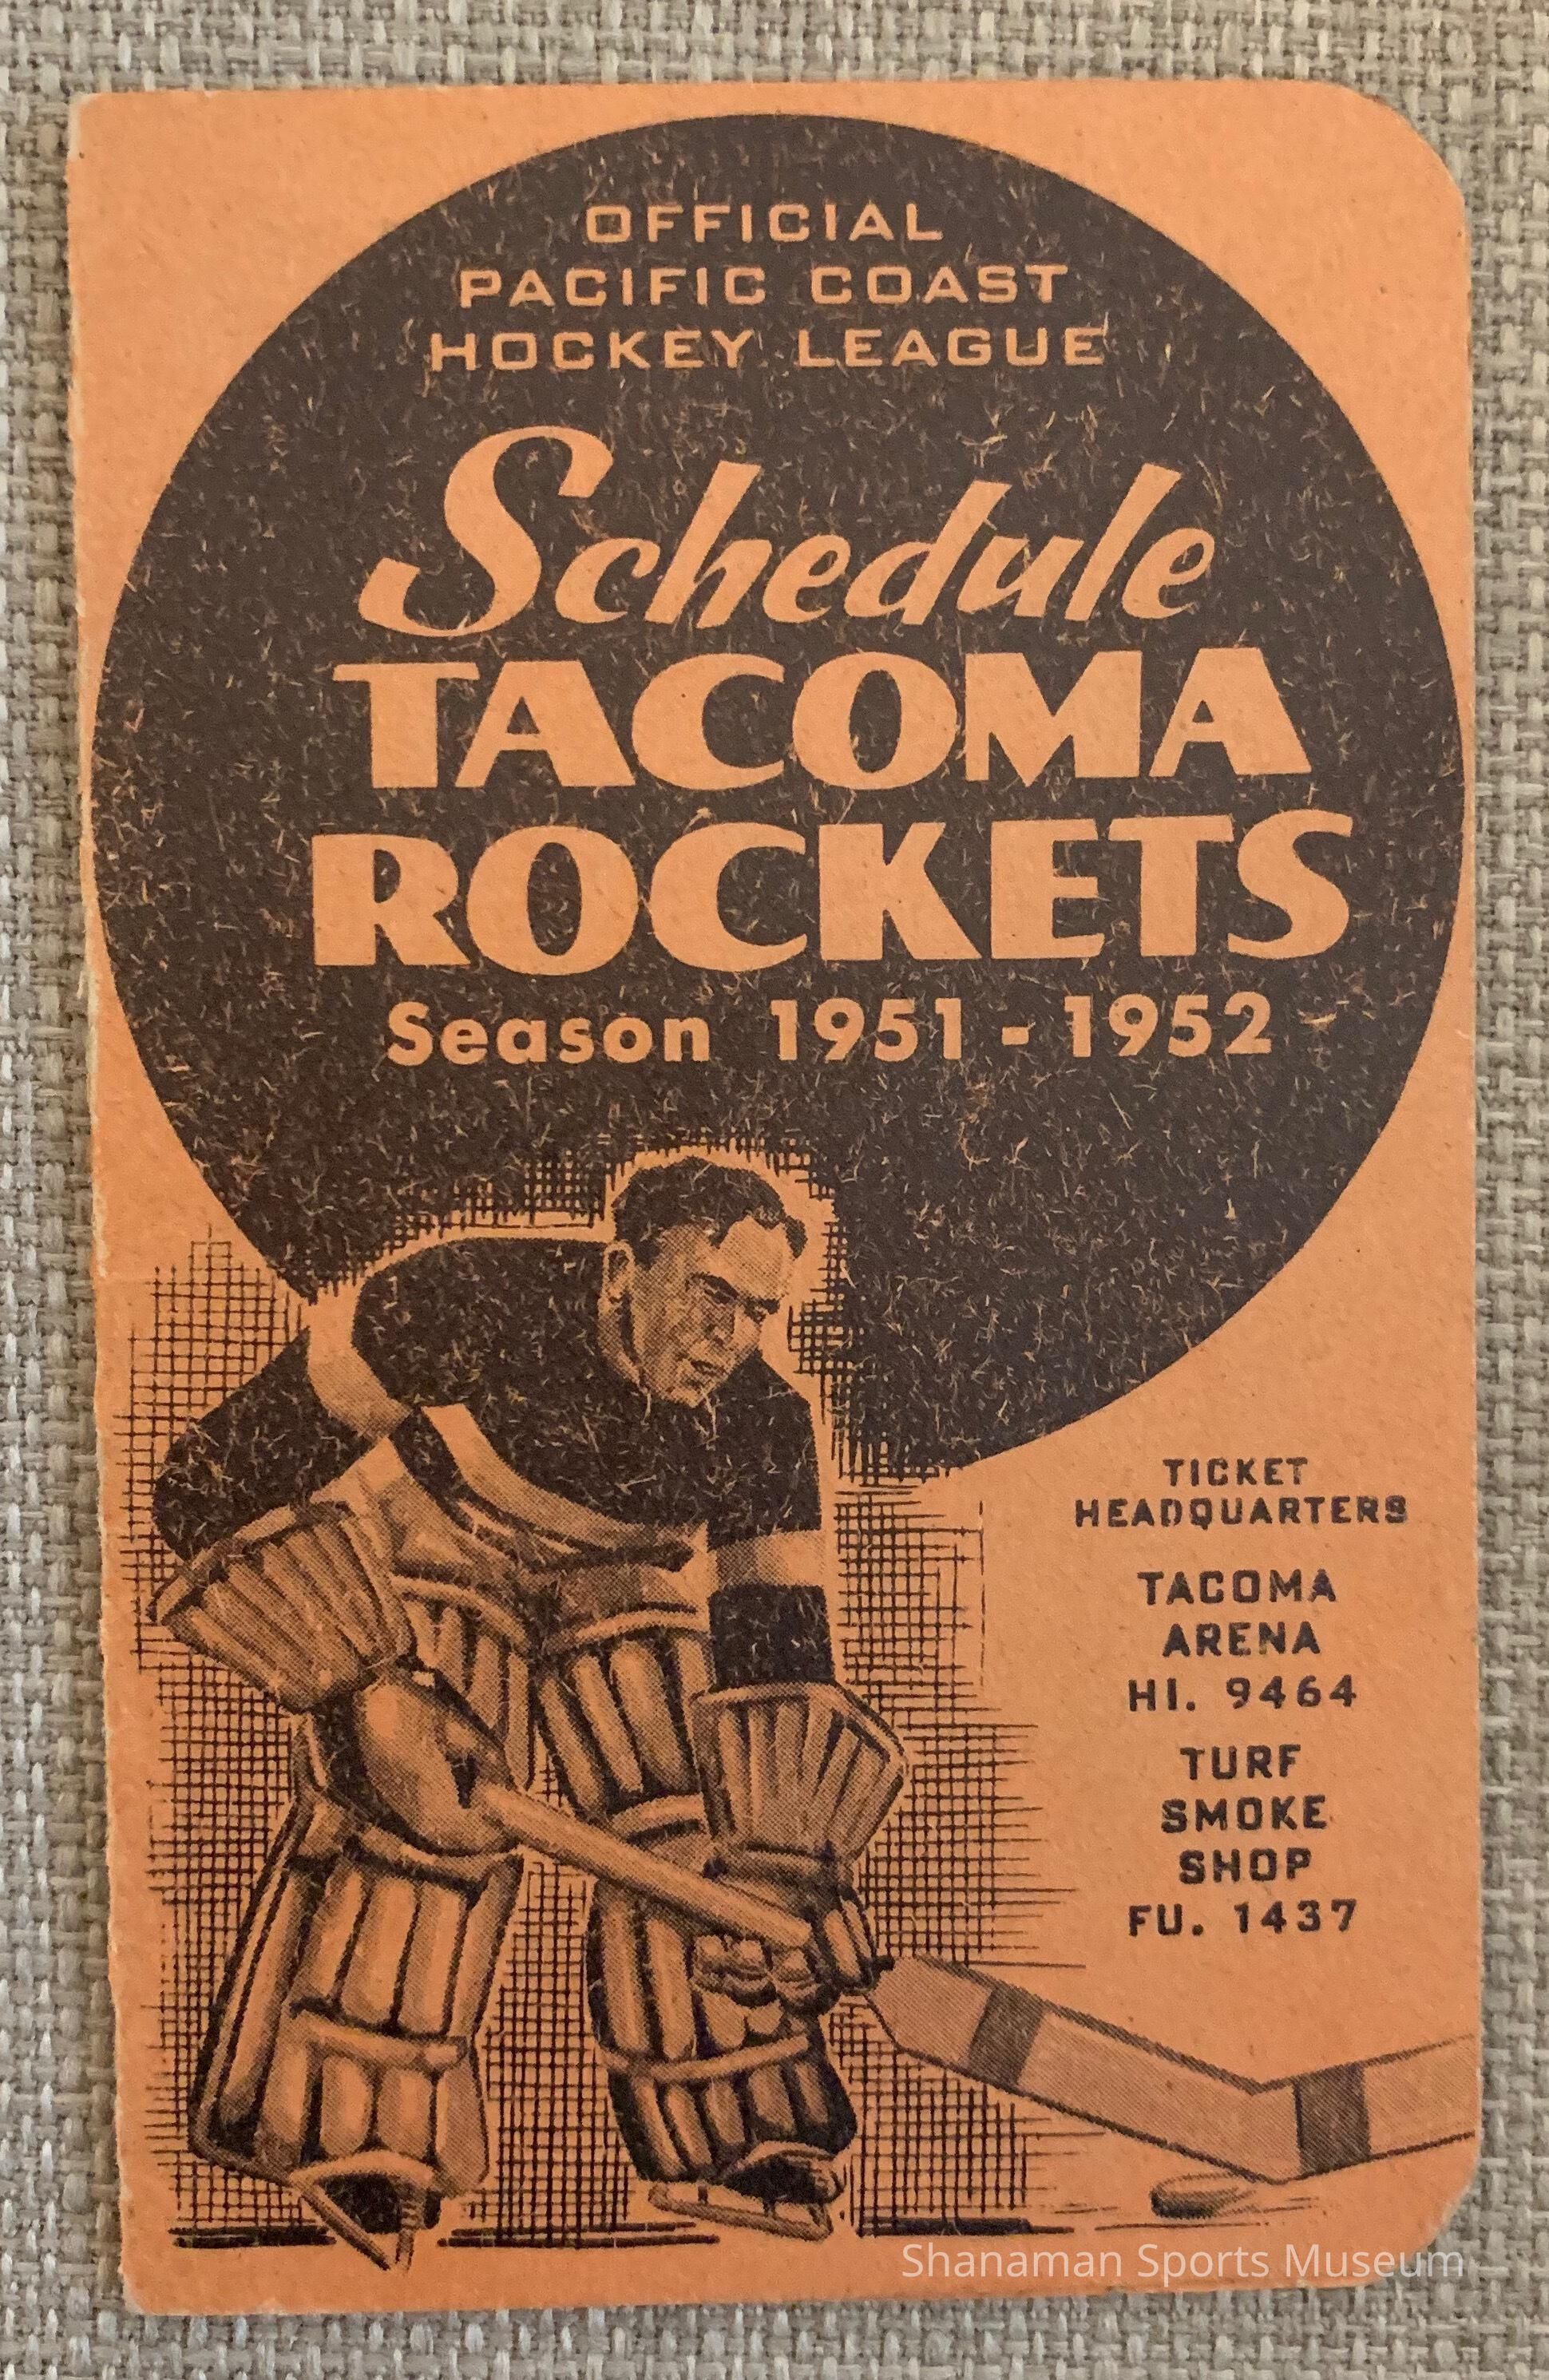 OFFICIAL
PACIFIC COAST
HOCKEY LEAGUE
Schedule
TACOMA
ROCKETS
Season 1951 - 1952
TICKET
HEADQUARTERS
TACOMA
ARENA
HI. 9464
TURF
SMOKE
SHOP
FU. 1437
Shanaman Sports Museum